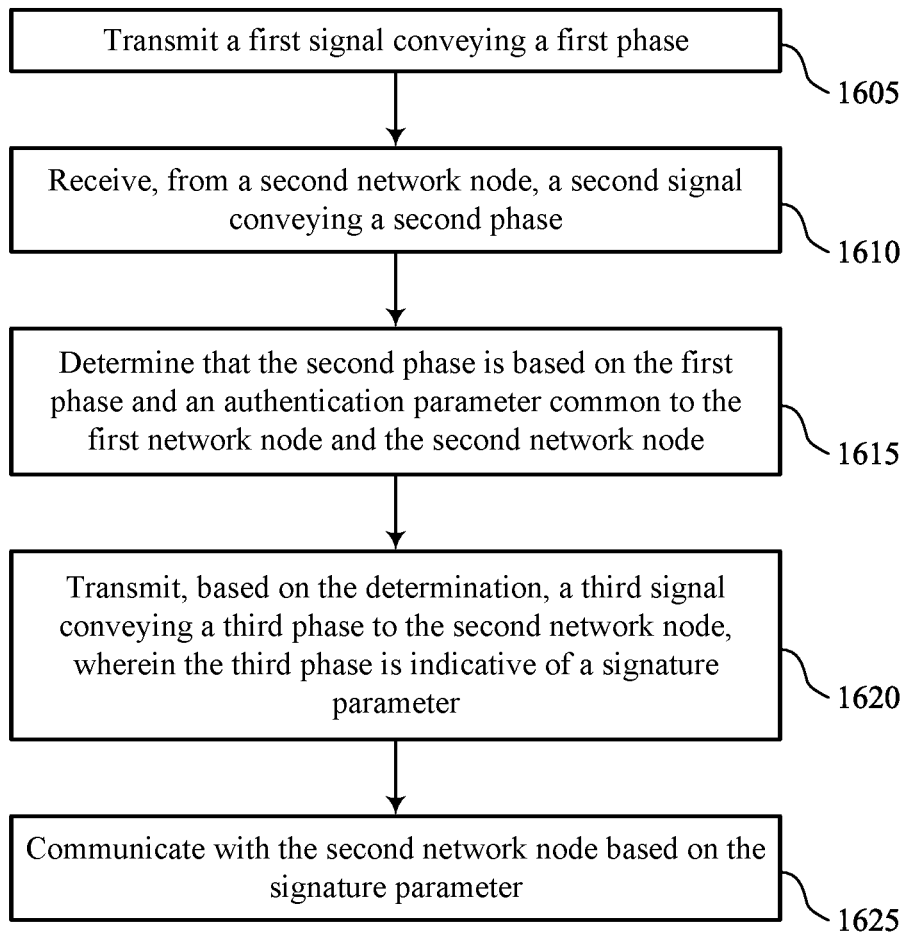 Transmit a first signal conveying a first phase
1605
Receive, from a second network node, a second signal
conveying a second phase
1610
Determine that the second phase is based on the first
phase and an authentication parameter common to the
first network node and the second network node
1615
Transmit, based on the determination, a third signal
conveying a third phase to the second network node,
wherein the third phase is indicative of a signature
parameter
1620
Communicate with the second network node based on the
signature parameter
1625